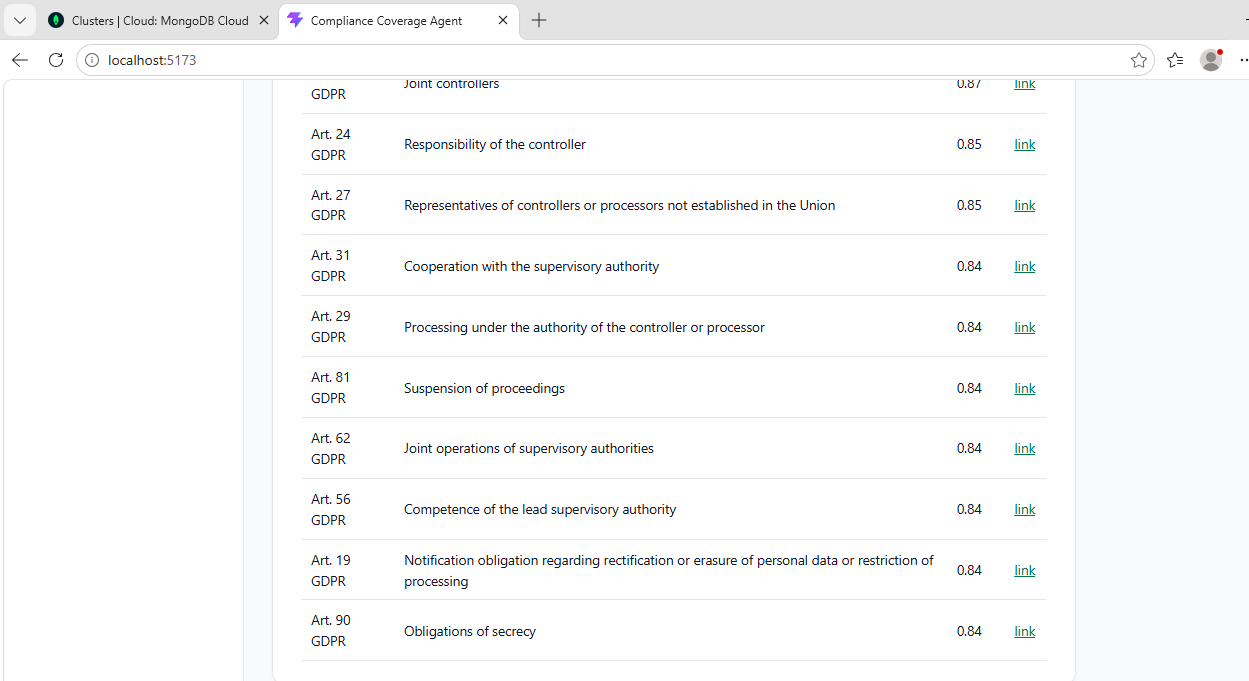 Clusters | Cloud: MongoDB Cloud
Compliance Coverage Agent
localhost:5173
GDPR Joint controllers 0.87 link
Art. 24
GDPR
Responsibility of the controller 0.85 link
Art. 27
GDPR
Representatives of controllers or processors not established in the Union 0.85 link
Art. 31
GDPR
Cooperation with the supervisory authority 0.84 link
Art. 29
GDPR
Processing under the authority of the controller or processor 0.84 link
Art. 81
GDPR
Suspension of proceedings 0.84 link
Art. 62
GDPR
Joint operations of supervisory authorities 0.84 link
Art. 56
GDPR
Competence of the lead supervisory authority 0.84 link
Art. 19
GDPR
Notification obligation regarding rectification or erasure of personal data or restriction of
processing 0.84 link
Art. 90
GDPR
Obligations of secrecy 0.84 link